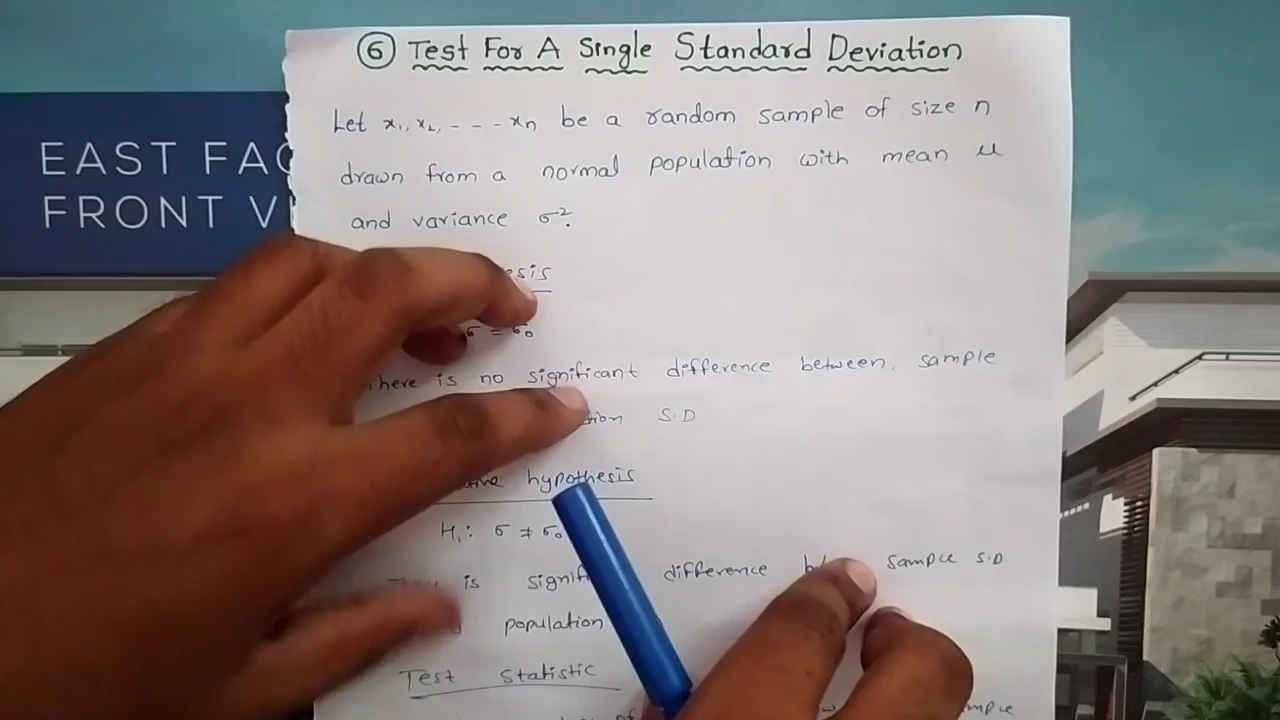 6 Test For A Single Standard Deviation
Let x1, x2, - - - - xn be a random sample of size n
drawn from a normal population with mean μ
and variance σ².
σ = σ₀
There is no significant difference between sample
S.D
hypothesis
H₁: σ ≠ σ₀
is difference sample S.D
population
Test Statistic
EAST FAC
FRONT VI